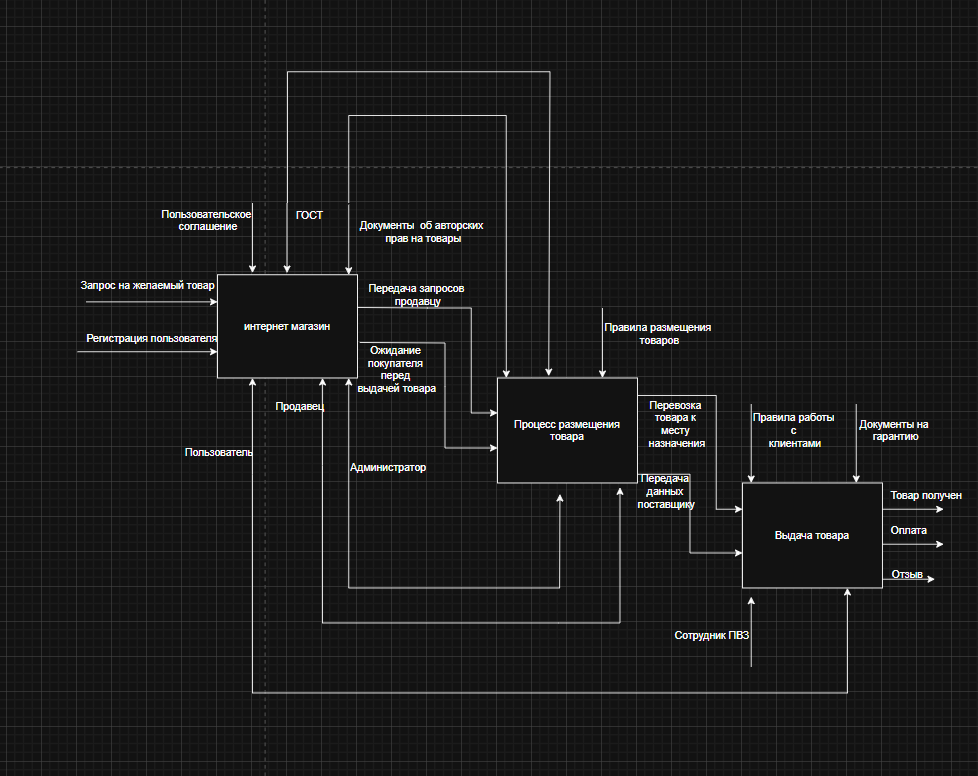 Пользовательское
соглашение
ГОСТ
Документы об авторских
прав на товары
Запрос на желаемый товар
Регистрация пользователя
интернет магазин
Передача запросов
продавцу
Ожидание
покупателя
перед
выдачей товара
Правила размещения
товаров
Продавец
Пользователь
Администратор
Процесс размещения
товара
Перевозка
товара к
месту
назначения
Передача
данных
поставщику
Правила работы
с
клиентами
Документы на
гарантию
Выдача товара
Товар получен
Оплата
Отзыв
Сотрудник ПВЗ